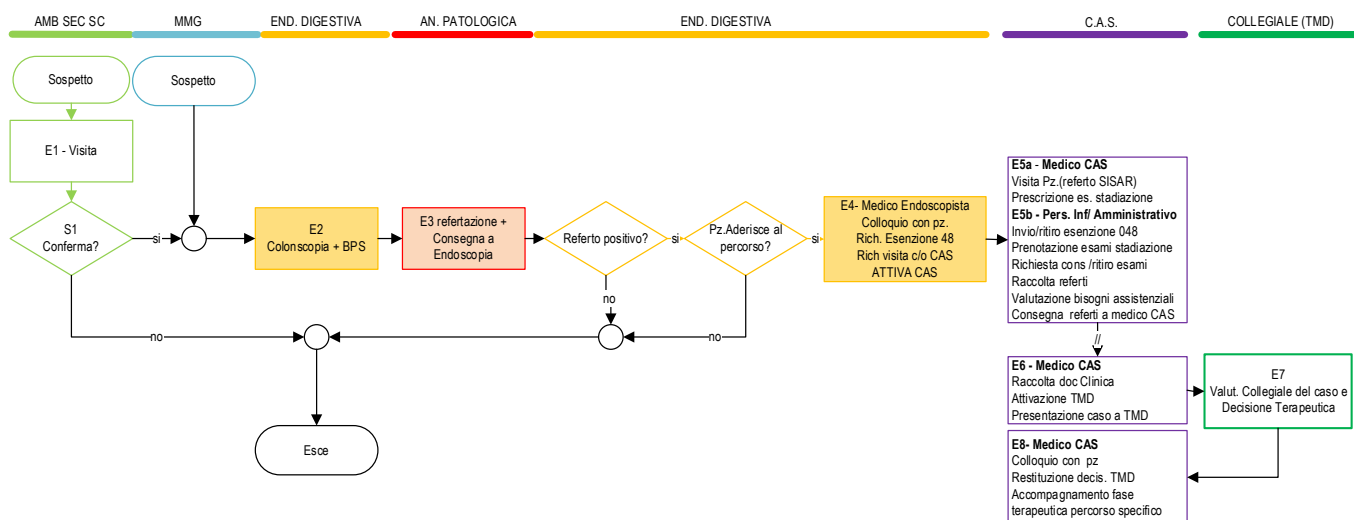 AMB SEC SC
MMG
END. DIGESTIVA
AN. PATOLOGICA
END. DIGESTIVA
C.A.S.
COLLEGIALE (TMD)
Sospetto
Sospetto
E1 - Visita
S1
Conferma?
si
no
E2
Colonscopia + BPS
E3 refertazione +
Consegna a
Endoscopia
Referto positivo?
si
no
Pz.Aderisce al
percorso?
si
no
E4- Medico Endoscopista
Colloquio con pz.
Rich. Esenzione 48
Rich visita c/o CAS
ATTIVA CAS
E5a - Medico CAS
Visita Pz.(referto SISAR)
Prescrizione es. stadiazione
E5b - Pers. Inf/ Amministrativo
Invio/ritiro esenzione 048
Prenotazione esami stadiazione
Richiesta cons /ritiro esami
Raccolta referti
Valutazione bisogni assistenziali
Consegna referti a medico CAS
//
E6 - Medico CAS
Raccolta doc Clinica
Attivazione TMD
Presentazione caso a TMD
E7
Valut. Collegiale del caso e
Decisione Terapeutica
E8- Medico CAS
Colloquio con pz
Restituzione decis. TMD
Accompagnamento fase
terapeutica percorso specifico
Esce